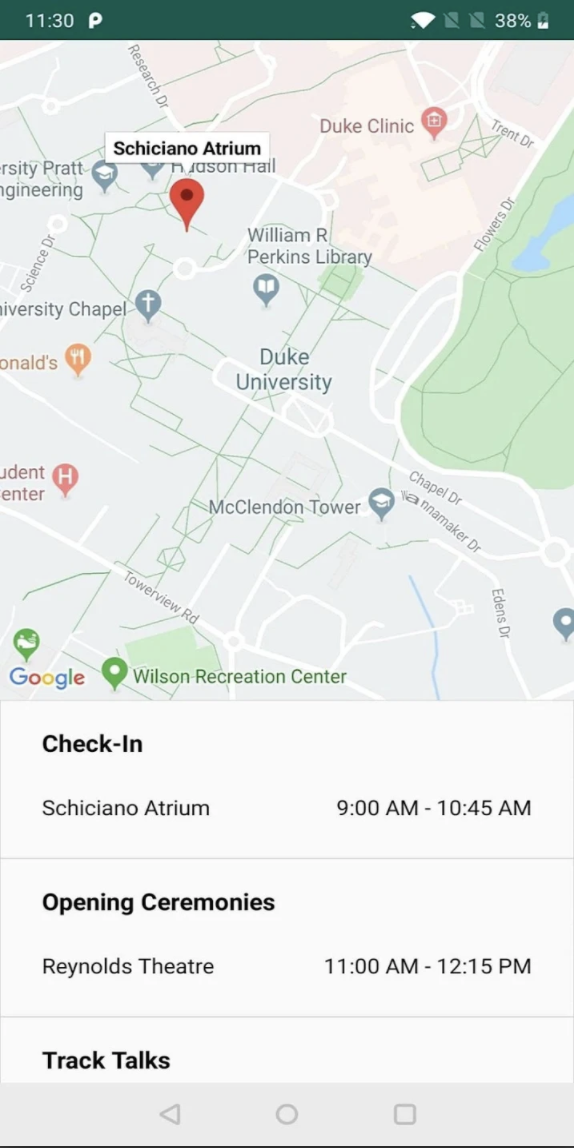 11:30
38%
Research Dr
Duke Clinic
Trent Dr
Schiciano Atrium
Hudson Hall
ersity Pratt
ngineering
Flowers Dr
William R
Perkins Library
Science Dr
niversity Chapel
onald's
Duke
University
udent
enter
McClendon Tower
Chapel Dr
Wannamaker Dr
Towerview Rd
Edens Dr
Google
Wilson Recreation Center
Check-In
Schiciano Atrium 9:00 AM - 10:45 AM
Opening Ceremonies
Reynolds Theatre 11:00 AM - 12:15 PM
Track Talks